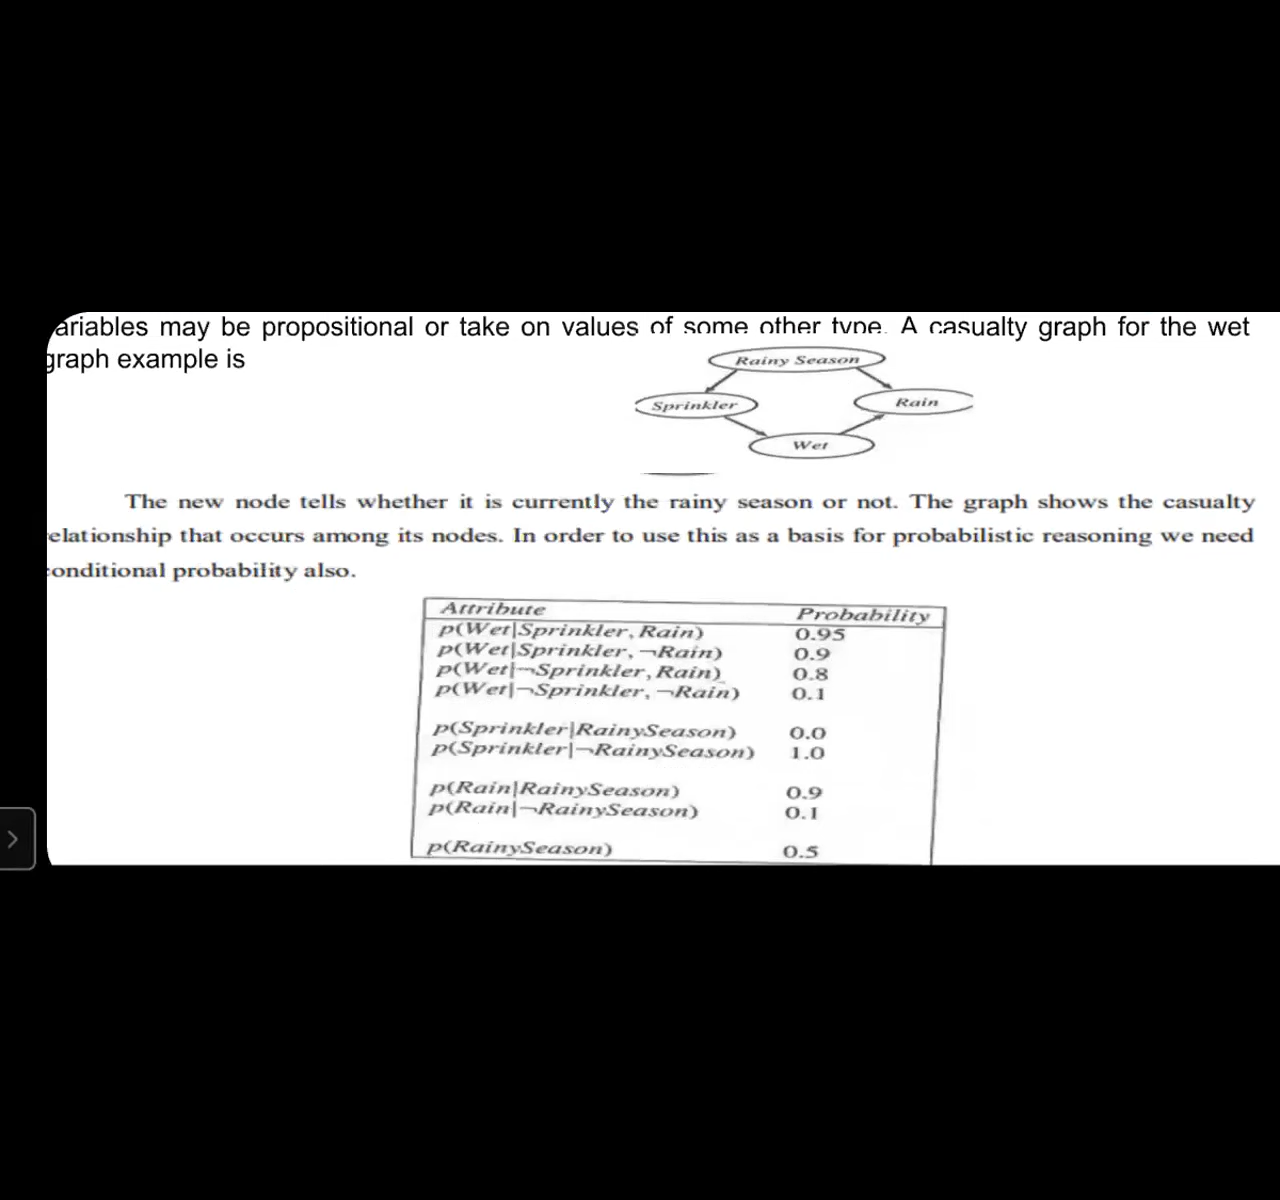 ariables may be propositional or take on values of some other type. A casualty graph for the wet
graph example is
Rainy Season
Sprinkler
Rain
Wet
The new node tells whether it is currently the rainy season or not. The graph shows the casualty
elationship that occurs among its nodes. In order to use this as a basis for probabilistic reasoning we need
onditional probability also.
Attribute Probability
p(Wet|Sprinkler, Rain) 0.95
p(Wet|Sprinkler, ¬Rain) 0.9
p(Wet|¬Sprinkler, Rain) 0.8
p(Wet|¬Sprinkler, ¬Rain) 0.1
p(Sprinkler|RainySeason) 0.0
p(Sprinkler|¬RainySeason) 1.0
p(Rain|RainySeason) 0.9
p(Rain|¬RainySeason) 0.1
p(RainySeason) 0.5